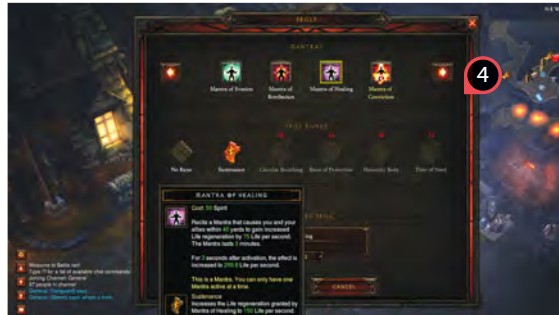 SKILLS
MANTRAS
4
Mantra of Evasion
Mantra of
Retribution
Mantra of Healing
Mantra of
Conviction
SKILL RUNES
No Rune
Sustenance
Circular Breathing
Boon of Protection
Heavenly Body
Time of Need
MANTRA OF HEALING
Cost: 50 Spirit
Recite a Mantra that causes you and your
allies within 40 yards to gain increased
Life regeneration by 75 Life per second.
The Mantra lasts 3 minutes.
For 3 seconds after activation, the effect is
increased to Life per second.
This is a Mantra. You can only have one
Mantra active at a time.
Sustenance
Increases the Life regeneration granted by
Mantra of Healing to 150 Life per second.
CANCEL
Welcome to Battle.net!
Type /? for a list of available chat commands
Joining Channel: General
97 people in channel